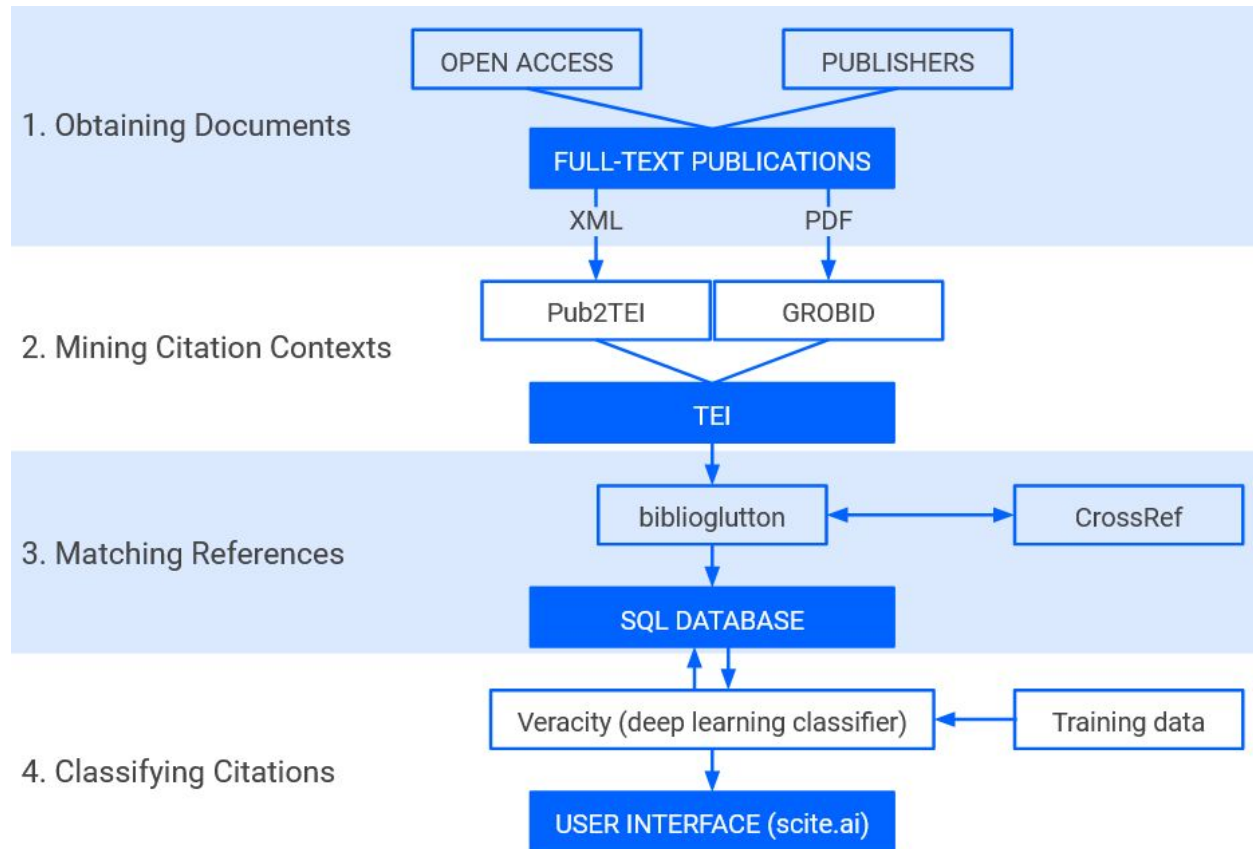 OPEN ACCESS
PUBLISHERS
1. Obtaining Documents
FULL-TEXT PUBLICATIONS
XML
PDF
Pub2TEI
GROBID
2. Mining Citation Contexts
TEI
biblioglutton
CrossRef
3. Matching References
SQL DATABASE
Veracity (deep learning classifier)
Training data
4. Classifying Citations
USER INTERFACE (scite.ai)